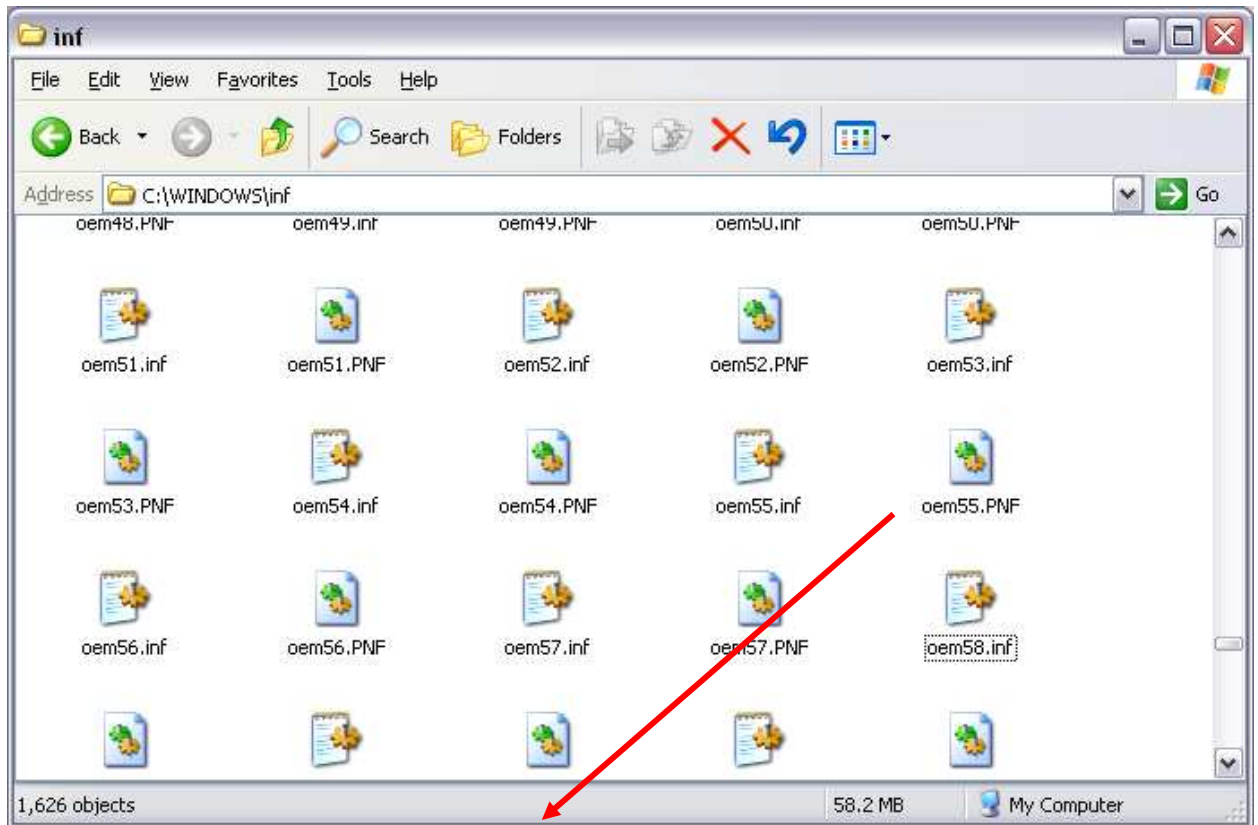 inf
File Edit View Favorites Tools Help
Back Search Folders
Address C:\WINDOWS\inf Go
oem48.PNF oem49.inf oem49.PNF oem50.inf oem50.PNF
oem51.inf oem51.PNF oem52.inf oem52.PNF oem53.inf
oem53.PNF oem54.inf oem54.PNF oem55.inf oem55.PNF
oem56.inf oem56.PNF oem57.inf oem57.PNF oem58.inf
1,626 objects 58.2 MB My Computer